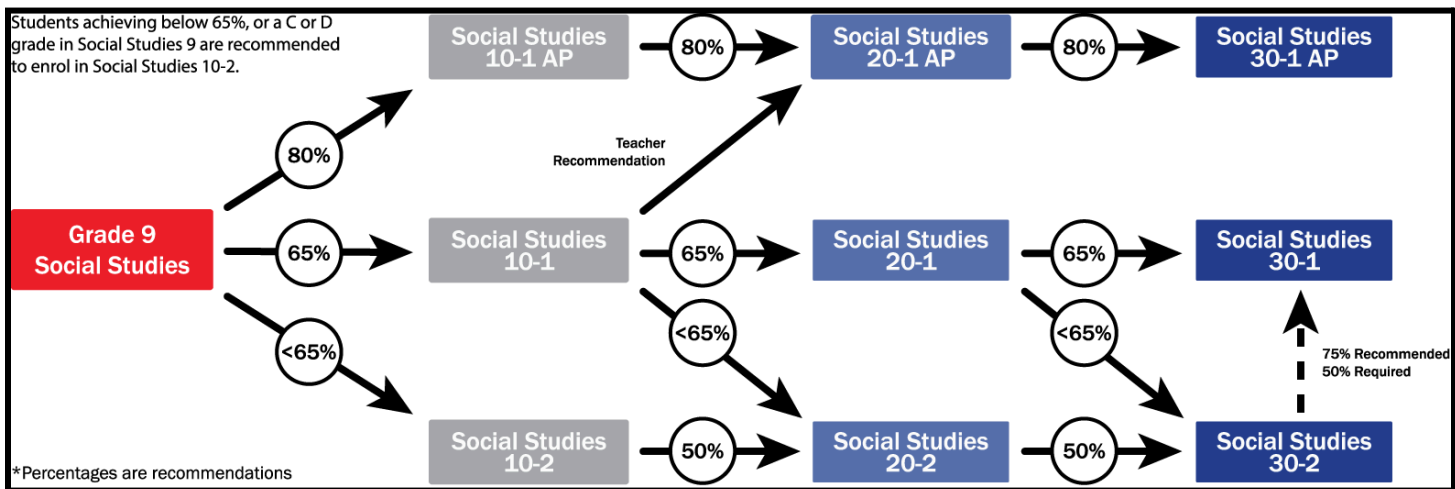 Students achieving below 65%, or a C or D
grade in Social Studies 9 are recommended
to enrol in Social Studies 10-2.
Social Studies
10-1 AP
80%
Social Studies
20-1 AP
80%
Social Studies
30-1 AP
80%
Teacher
Recommendation
Grade 9
Social Studies
65%
Social Studies
10-1
65%
Social Studies
20-1
65%
Social Studies
30-1
<65%
<65%
<65%
75% Recommended
50% Required
Social Studies
10-2
50%
Social Studies
20-2
50%
Social Studies
30-2
*Percentages are recommendations